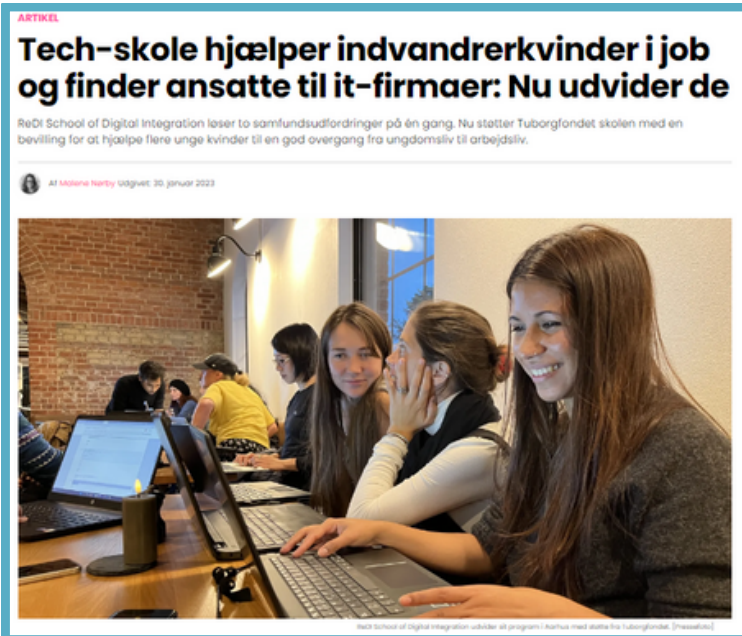 ARTIKEL
Tech-skole hjælper indvandrerkvinder i job
og finder ansatte til it-firmaer: Nu udvider de
ReDI School of Digital Integration løser to samfundsudfordringer på én gang. Nu støtter Tuborgfondet skolen med en
bevilling for at hjælpe flere unge kvinder til en god overgang fra ungdomsliv til arbejdsliv.
Af Malene Nørby Udgivet: 30. januar 2023
ReDI School of Digital Integration udvider sit program i Aarhus med støtte fra Tuborgfondet. (Pressefoto)